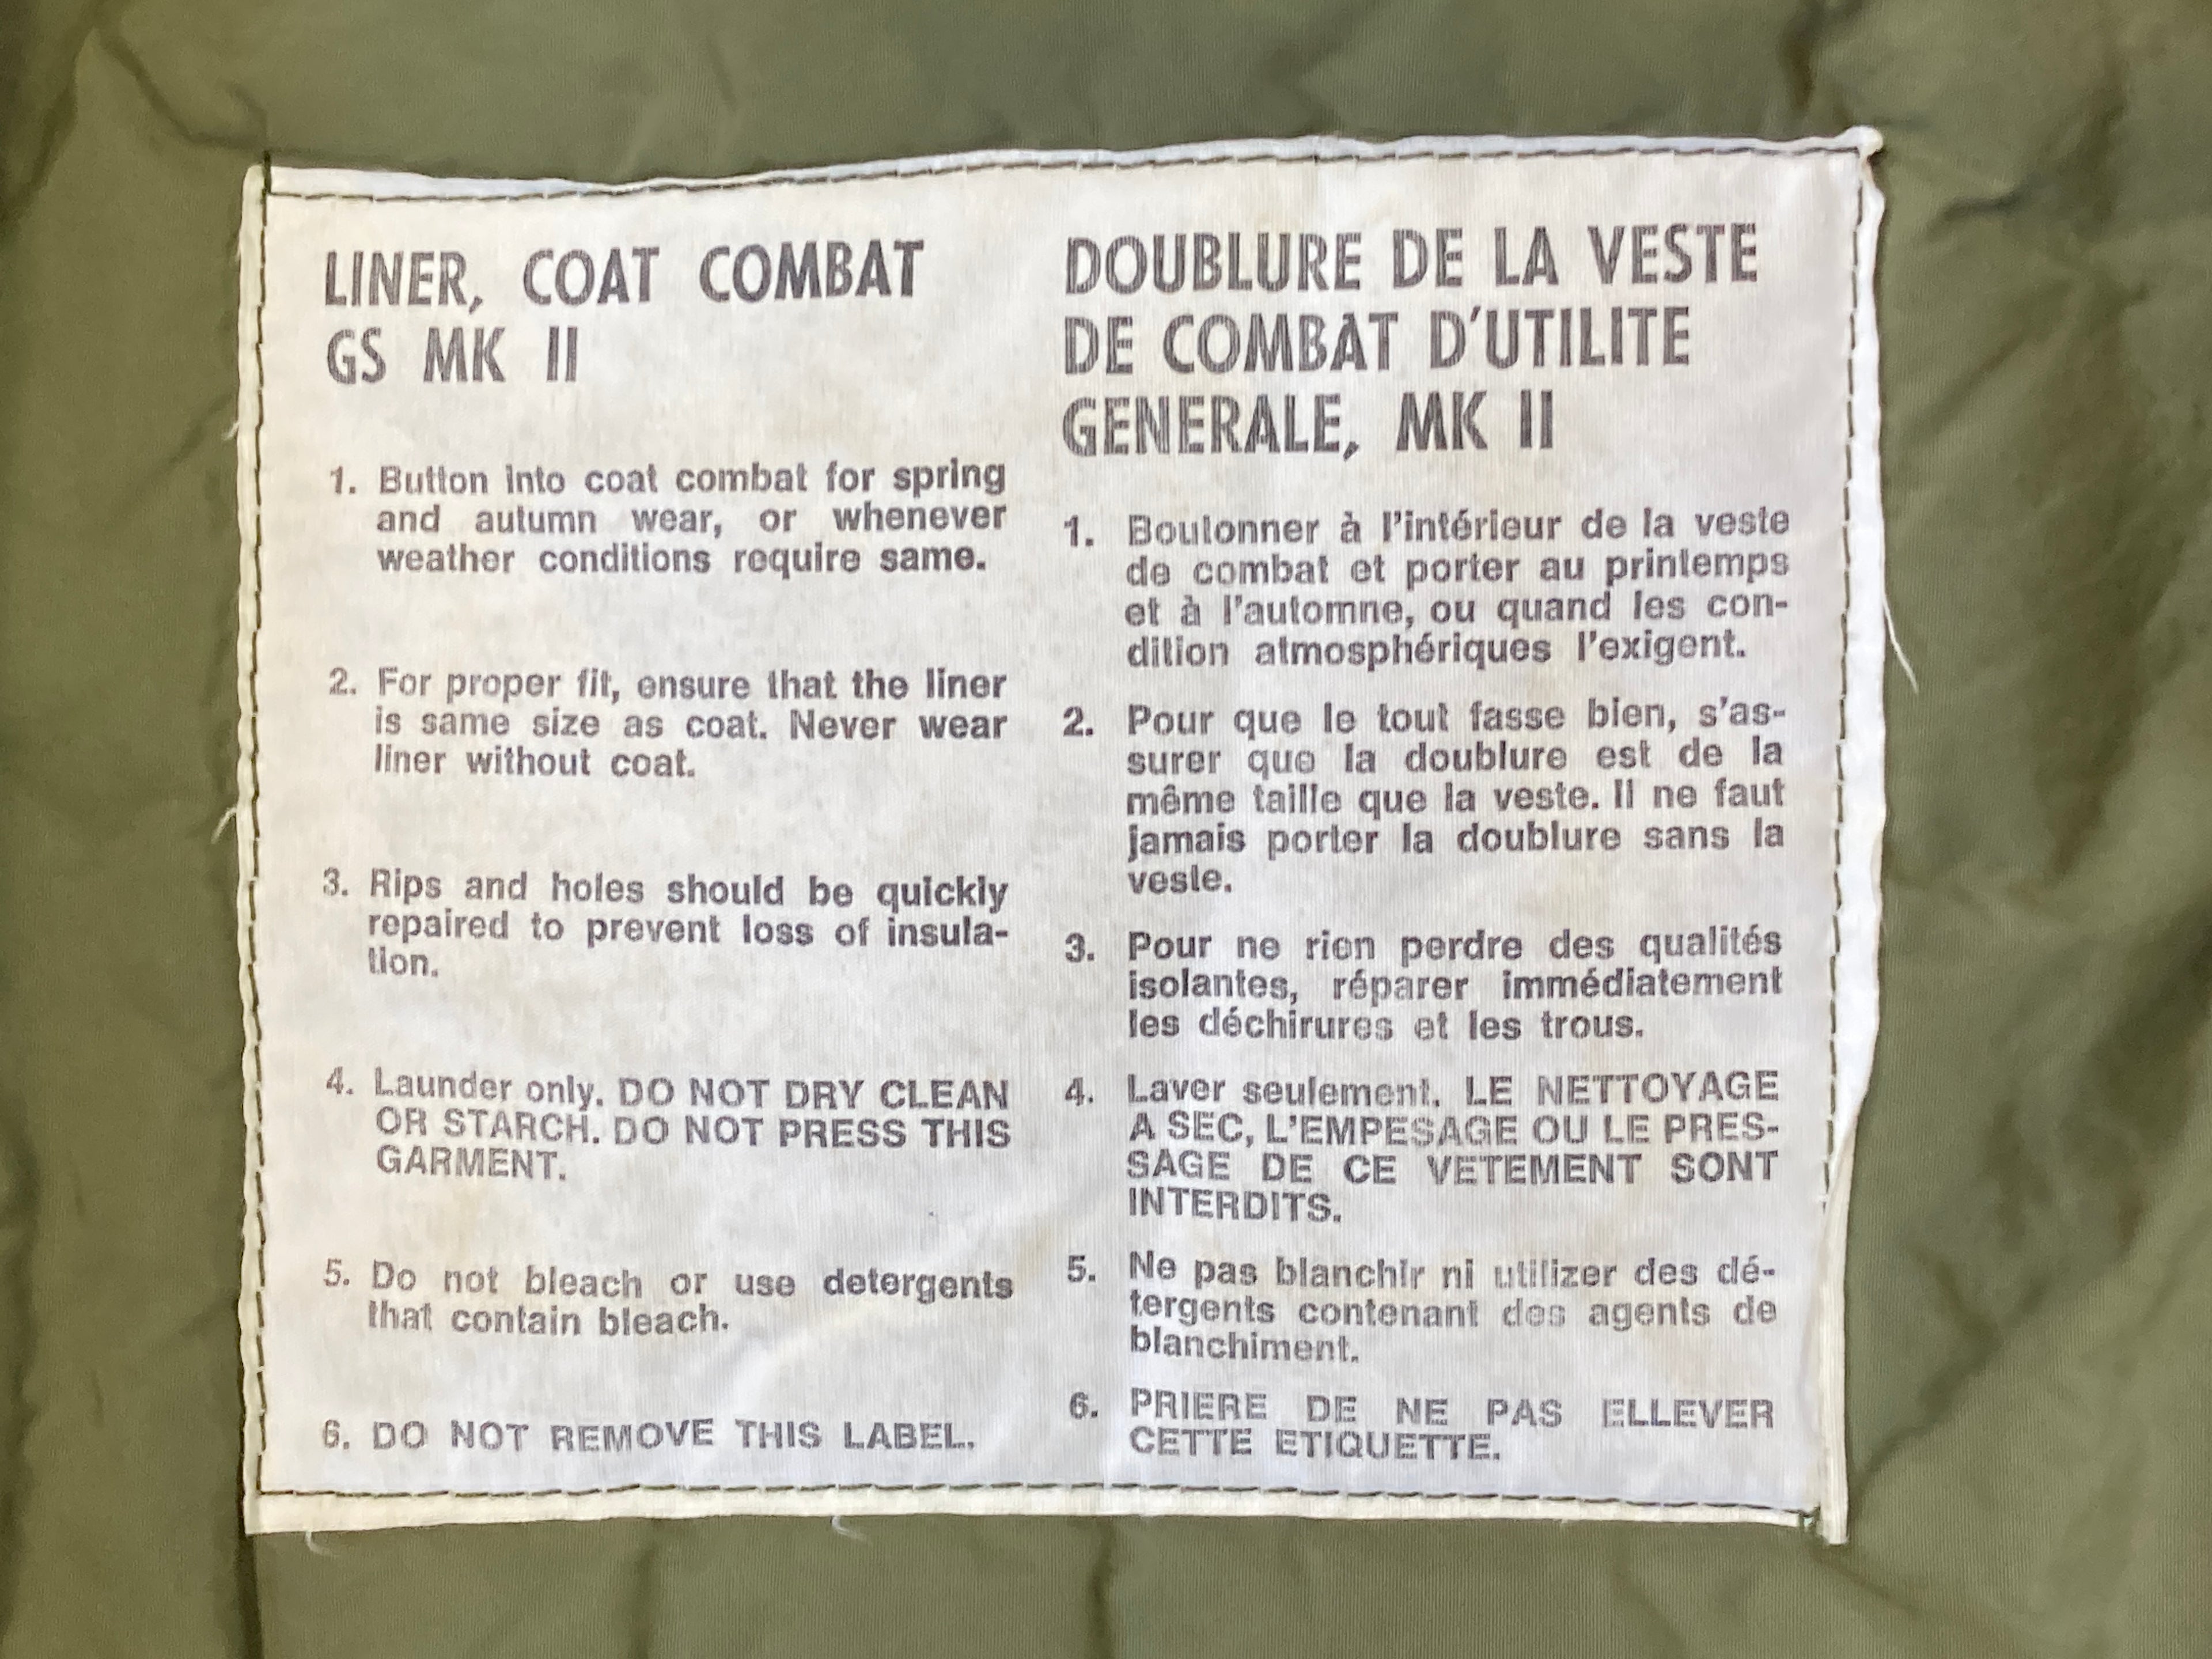 LINER, COAT COMBAT
GS MK II
1. Button into coat combat for spring
and autumn wear, or whenever
weather conditions require same.
2. For proper fit, ensure that the liner
is same size as coat. Never wear
liner without coat.
3. Rips and holes should be quickly
repaired to prevent loss of insula-
tion.
4. Launder only. DO NOT DRY CLEAN
OR STARCH. DO NOT PRESS THIS
GARMENT.
5. Do not bleach or use detergents
that contain bleach.
6. DO NOT REMOVE THIS LABEL.
DOUBLURE DE LA VESTE
DE COMBAT D'UTILITE
GENERALE, MK II
1. Boutonner à l'intérieur de la veste
de combat et porter au printemps
et à l'automne, ou quand les con-
dition atmosphériques l'exigent.
2. Pour que le tout fasse bien, s'as-
surer que la doublure est de la
même taille que la veste. Il ne faut
jamais porter la doublure sans la
veste.
3. Pour ne rien perdre des qualités
isolantes, réparer immédiatement
les déchirures et les trous.
4. Laver seulement. LE NETTOYAGE
A SEC, L'EMPESAGE OU LE PRES-
SAGE DE CE VETEMENT SONT
INTERDITS.
5. Ne pas blanchir ni utilizer des dé-
tergents contenant des agents de
blanchiment.
6. PRIERE DE NE PAS ELLEVER
CETTE ETIQUETTE.